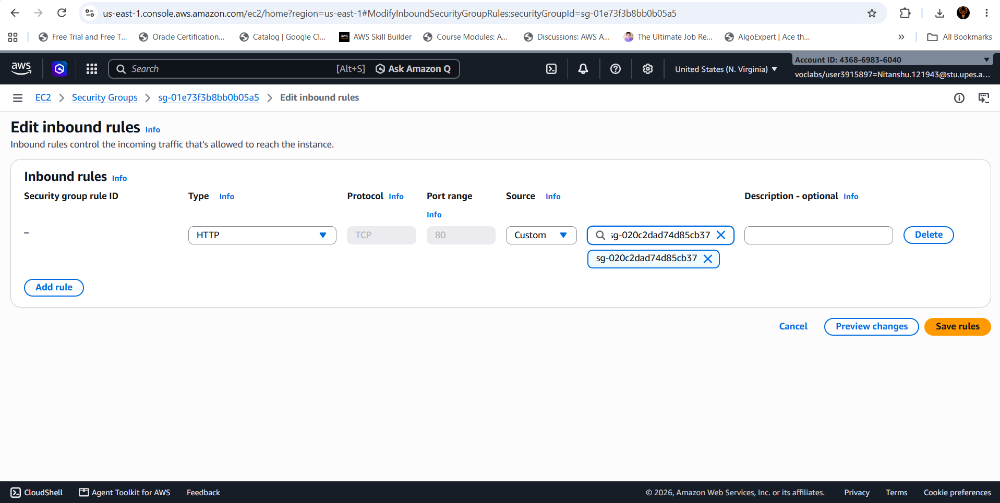 us-east-1.console.aws.amazon.com/ec2/home?region=us-east-1#ModifyInboundSecurityGroupRules:securityGroupId=sg-01e73f3b8bb0b05a5
Free Trial and Free T... Oracle Certification... Catalog | Google Cl... aws AWS Skill Builder Course Modules: A... Discussions: AWS A... The Ultimate Job Re... AlgoExpert | Ace th... » All Bookmarks
aws Search [Alt+S] Ask Amazon Q United States (N. Virginia) Account ID: 4368-6983-6040
voclabs/user3915897=Nitanshu.121943@stu.upes.a...
EC2 > Security Groups > sg-01e73f3b8bb0b05a5 > Edit inbound rules
Edit inbound rules Info
Inbound rules control the incoming traffic that's allowed to reach the instance.
Inbound rules Info
Security group rule ID Type Info Protocol Info Port range Source Info Description - optional Info
Info
– HTTP TCP 80 Custom sg-020c2dad74d85cb37 Delete
sg-020c2dad74d85cb37
Add rule
Cancel Preview changes Save rules
CloudShell Agent Toolkit for AWS Feedback © 2026, Amazon Web Services, Inc. or its affiliates. Privacy Terms Cookie preferences